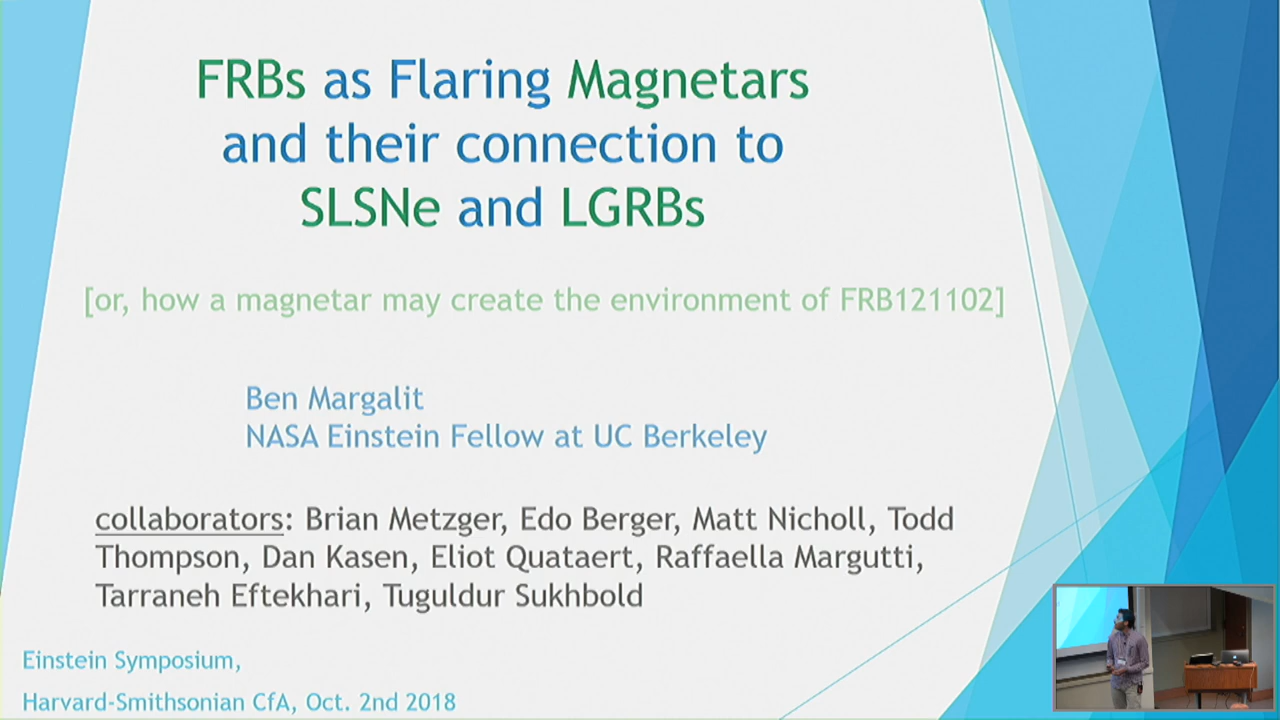 FRBs as Flaring Magnetars
and their connection to
SLSNe and LGRBs
[or, how a magnetar may create the environment of FRB121102]
Ben Margalit
NASA Einstein Fellow at UC Berkeley
collaborators: Brian Metzger, Edo Berger, Matt Nicholl, Todd
Thompson, Dan Kasen, Eliot Quataert, Raffaella Margutti,
Tarraneh Eftekhari, Tuguldur Sukhbold
Einstein Symposium,
Harvard-Smithsonian CfA, Oct. 2nd 2018